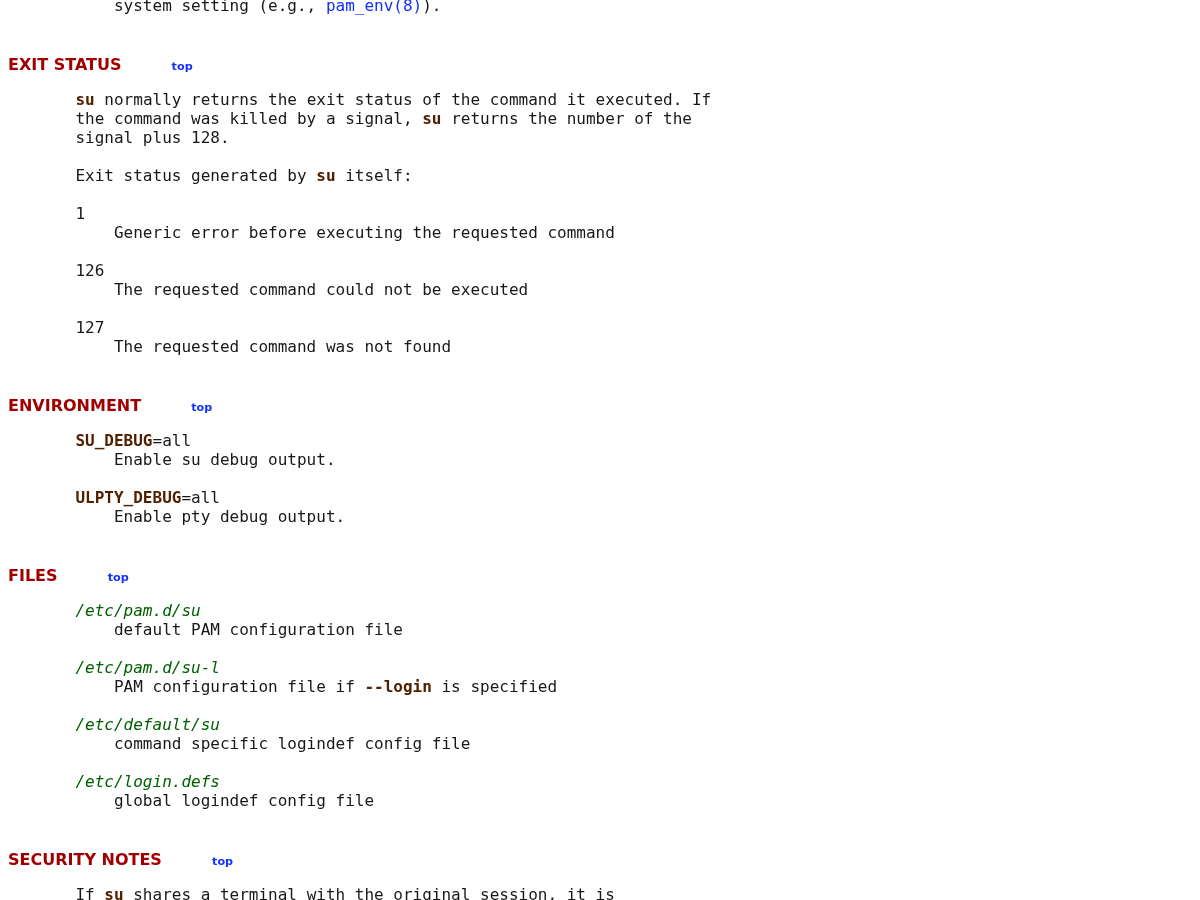 system setting (e.g., pam_env(8)).
EXIT STATUS top
su normally returns the exit status of the command it executed. If
the command was killed by a signal, su returns the number of the
signal plus 128.
Exit status generated by su itself:
1
Generic error before executing the requested command
126
The requested command could not be executed
127
The requested command was not found
ENVIRONMENT top
SU_DEBUG=all
Enable su debug output.
ULPTY_DEBUG=all
Enable pty debug output.
FILES top
/etc/pam.d/su
default PAM configuration file
/etc/pam.d/su-l
PAM configuration file if --login is specified
/etc/default/su
command specific logindef config file
/etc/login.defs
global logindef config file
SECURITY NOTES top
If su shares a terminal with the original session, it is